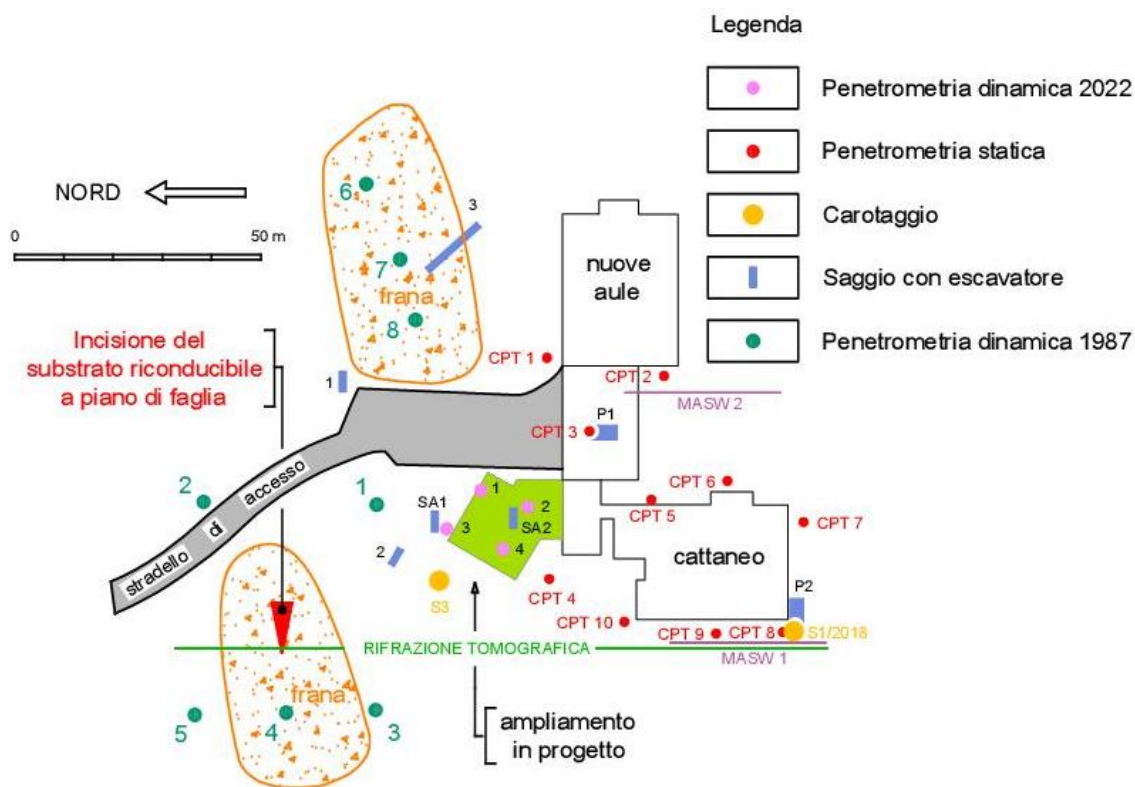 Legenda
Penetrometria dinamica 2022
Penetrometria statica
Carotaggio
Saggio con escavatore
Penetrometria dinamica 1987
NORD
0
50 m
6
3
7
frana
8
nuove
aule
Incisione del
substrato riconducibile
a piano di faglia
1
CPT 1
CPT 2
MASW 2
CPT 3
P1
stradello di accesso
2
1
SA1
1
2
SA2
3
4
2
CPT 6
CPT 5
CPT 7
cattaneo
S3
CPT 4
P2
CPT 10
CPT 9
CPT 8
S1/2018
RIFRAZIONE TOMOGRAFICA
MASW 1
frana
5
4
3
ampliamento
in progetto